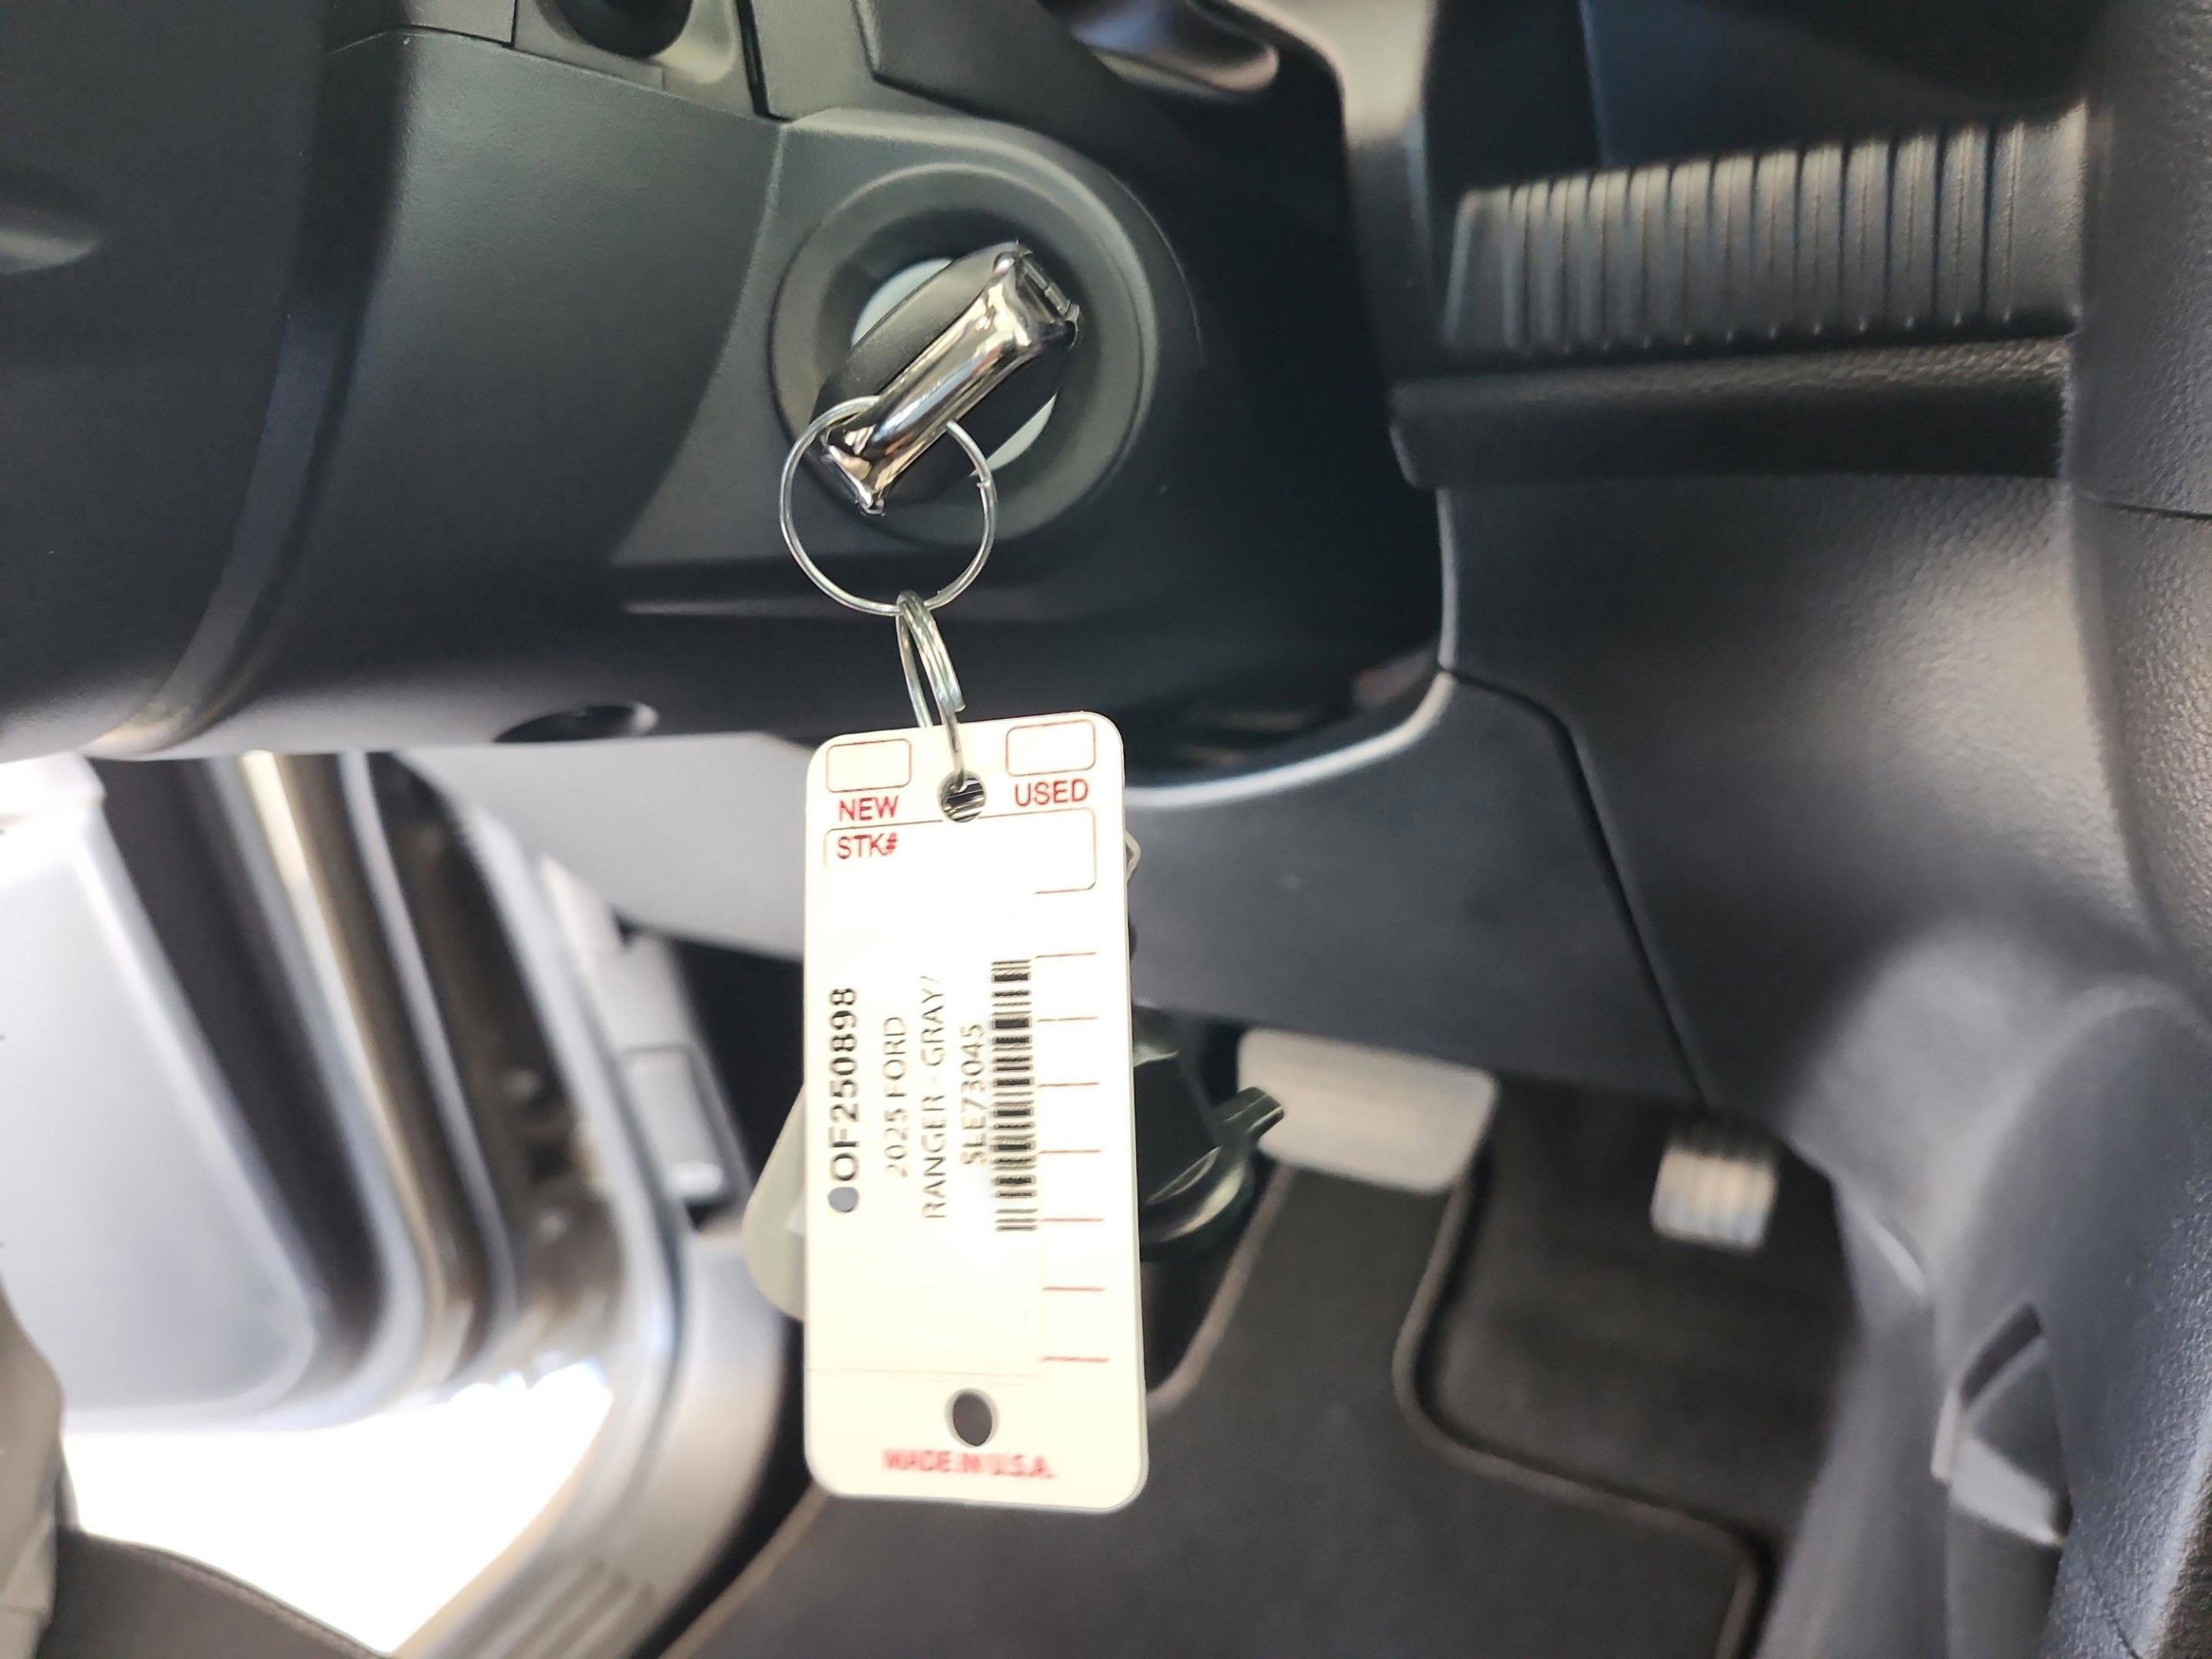 NEW
USED
STK#
OF250898
2025 FORD
RANGER - GRAY/
SLE73045
MADE IN U.S.A.